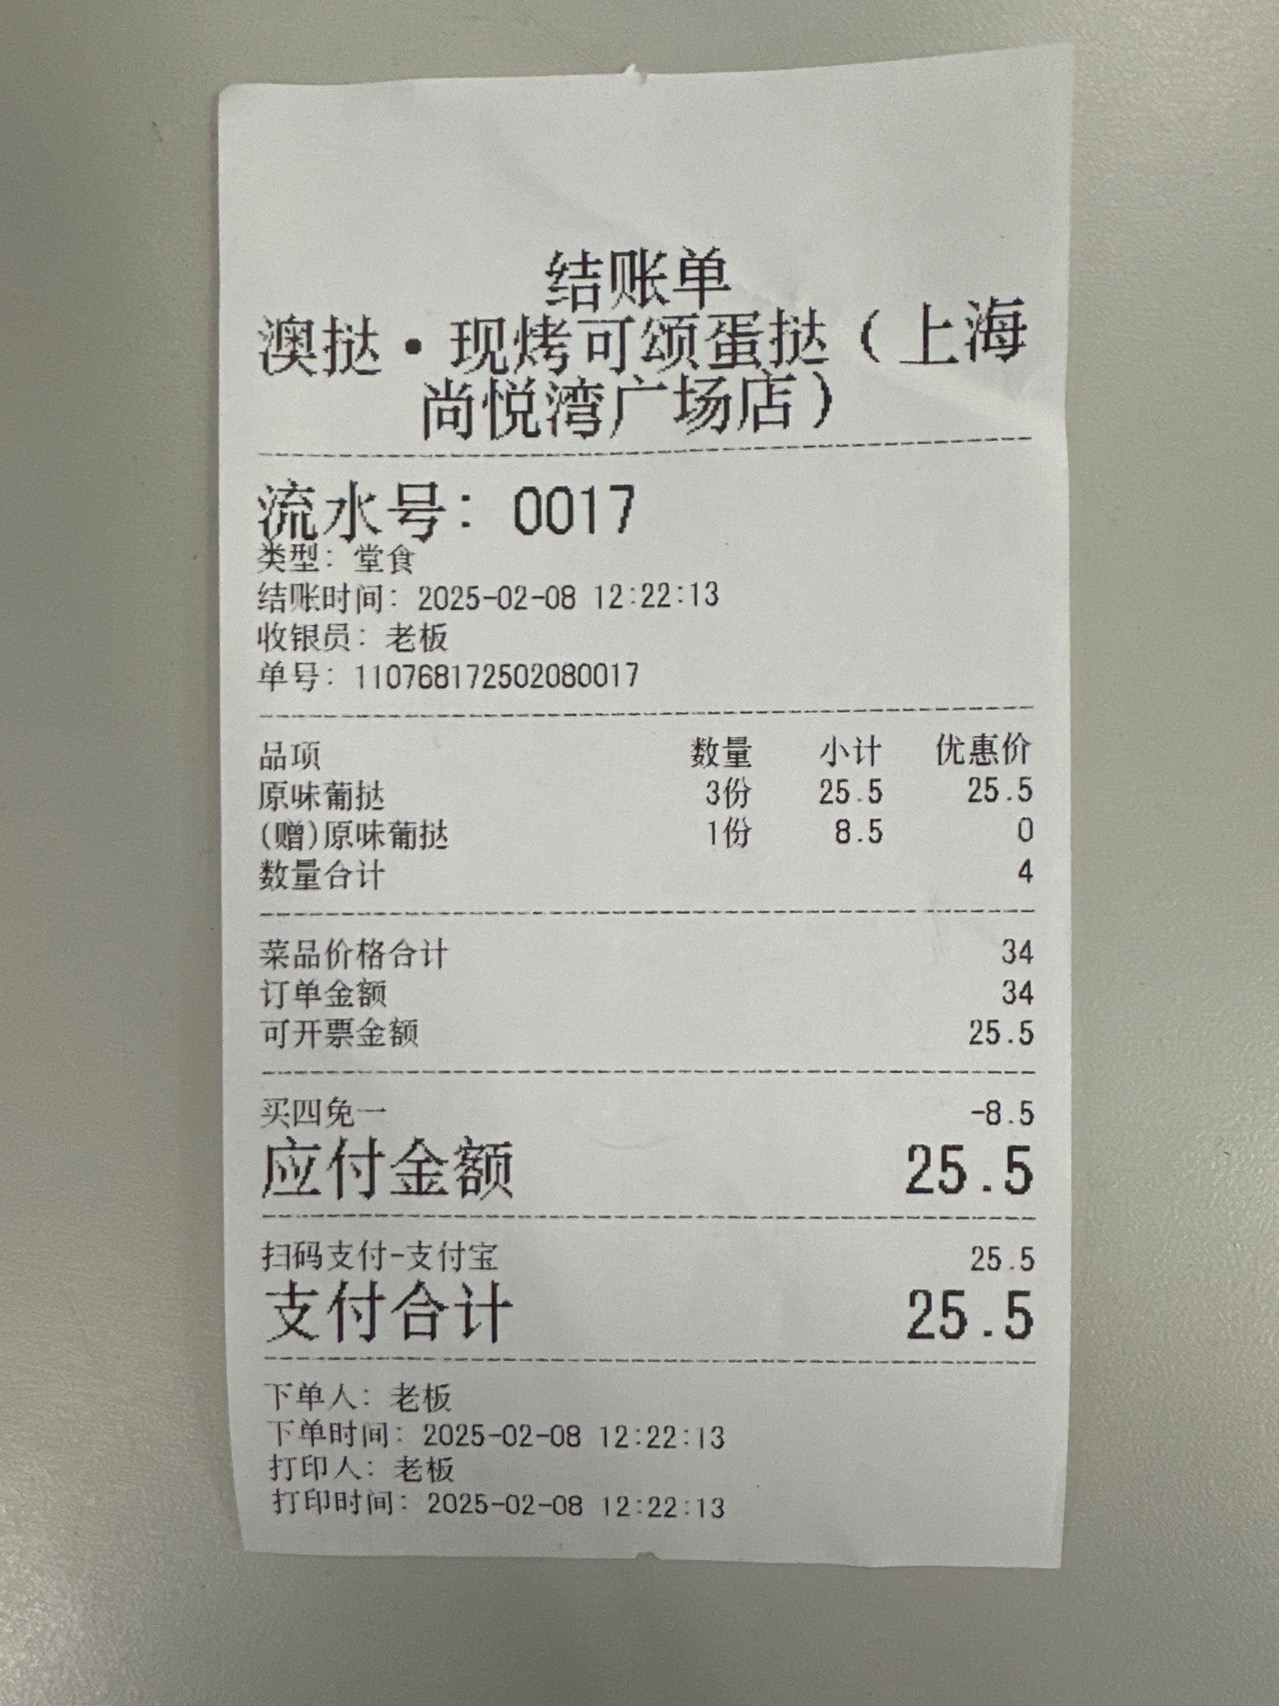 结账单
澳挞·现烤可颂蛋挞（上海
尚悦湾广场店）
流水号：0017
类型：堂食
结账时间：2025-02-08 12:22:13
收银员：老板
单号：110768172502080017
品项 数量 小计 优惠价
原味葡挞 3份 25.5 25.5
(赠)原味葡挞 1份 8.5 0
数量合计 4
菜品价格合计 34
订单金额 34
可开票金额 25.5
买四免一 -8.5
应付金额 25.5
扫码支付-支付宝 25.5
支付合计 25.5
下单人：老板
下单时间：2025-02-08 12:22:13
打印人：老板
打印时间：2025-02-08 12:22:13